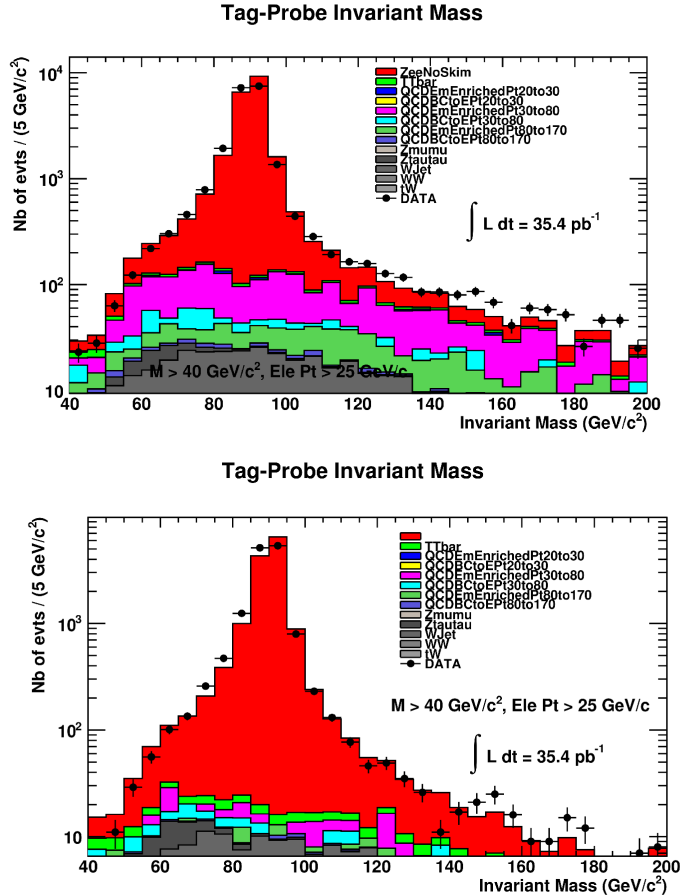 Tag-Probe Invariant Mass
Nb of evts / (5 GeV/c²)
10⁴
10³
10²
10
ZeeNoSkim
TTbar
QCDEmEnrichedPt20to30
QCDBCtoEPt20to30
QCDEmEnrichedPt30to80
QCDBCtoEPt30to80
QCDEmEnrichedPt80to170
QCDBCtoEPt80to170
Zmumu
Ztautau
WJet
WW
tW
DATA
∫ L dt = 35.4 pb⁻¹
M > 40 GeV/c², Ele Pt > 25 GeV/c
40 60 80 100 120 140 160 180 200
Invariant Mass (GeV/c²)
Tag-Probe Invariant Mass
Nb of evts / (5 GeV/c²)
10³
10²
10
TTbar
QCDEmEnrichedPt20to30
QCDBCtoEPt20to30
QCDEmEnrichedPt30to80
QCDBCtoEPt30to80
QCDEmEnrichedPt80to170
QCDBCtoEPt80to170
Zmumu
Ztautau
WJet
WW
tW
DATA
M > 40 GeV/c², Ele Pt > 25 GeV/c
∫ L dt = 35.4 pb⁻¹
40 60 80 100 120 140 160 180 200
Invariant Mass (GeV/c²)